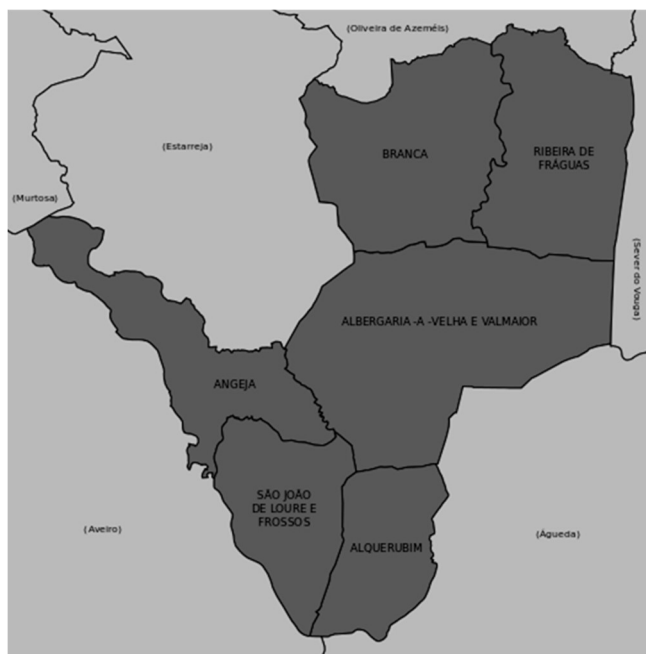 (Oliveira de Azeméis)
(Estarreja)
BRANCA
RIBEIRA DE
FRÁGUAS
(Murtosa)
(Sever do Vouga)
ALBERGARIA -A -VELHA E VALMAIOR
ANGEJA
SÃO JOÃO
DE LOURE E
FROSSOS
(Aveiro)
(Águeda)
ALQUERUBIM